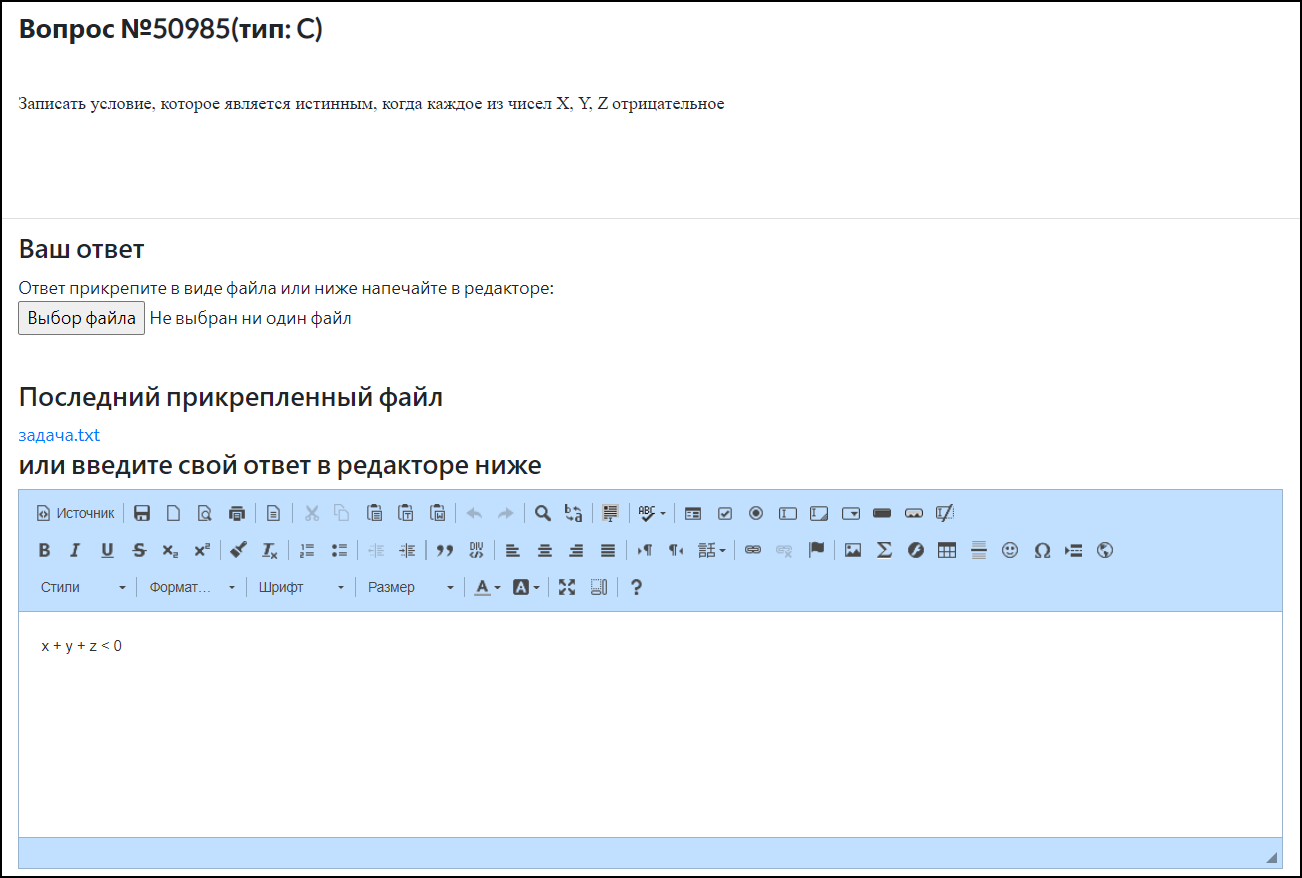 Вопрос №50985(тип: C)
Записать условие, которое является истинным, когда каждое из чисел X, Y, Z отрицательное
Ваш ответ
Ответ прикрепите в виде файла или ниже напечайте в редакторе:
Выбор файла Не выбран ни один файл
Последний прикрепленный файл
задача.txt
или введите свой ответ в редакторе ниже
Источник
Стили Формат... Шрифт Размер
x + y + z < 0